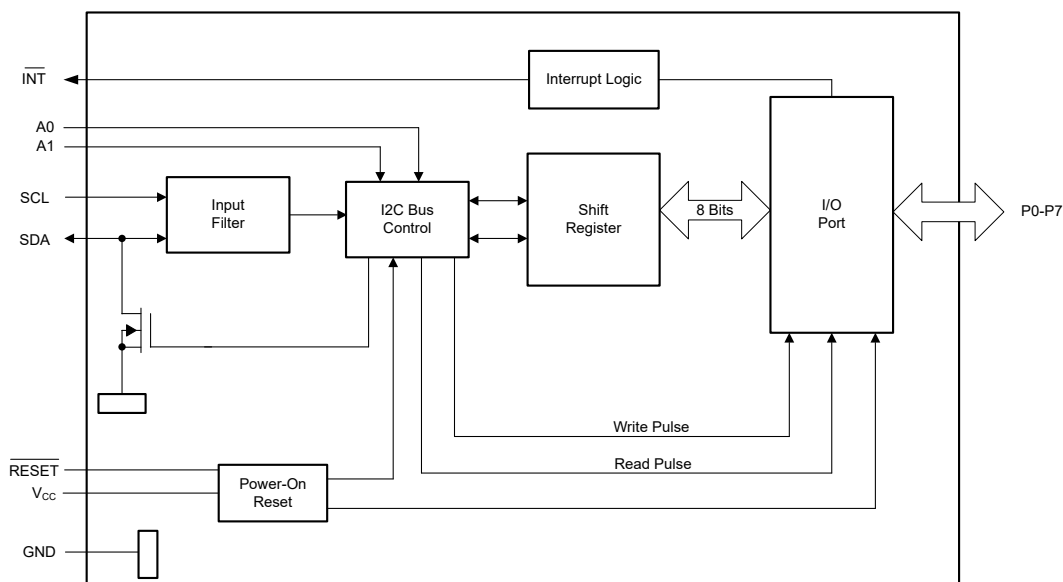 INT
Interrupt Logic
A0
A1
SCL
SDA
Input
Filter
I2C Bus
Control
Shift
Register
8 Bits
I/O
Port
P0-P7
Write Pulse
Read Pulse
RESET
VCC
Power-On
Reset
GND